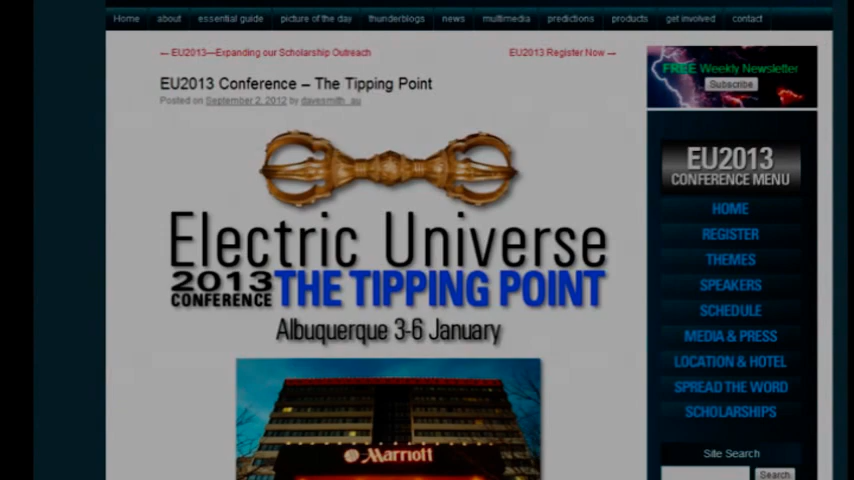 Home about essential guide picture of the day thunderblogs news multimedia predictions products get involved contact
← EU2013—Expanding our Scholarship Outreach EU2013 Register Now →
EU2013 Conference – The Tipping Point
Posted on September 2, 2012 by davesmith_au
Electric Universe
2013 CONFERENCE THE TIPPING POINT
Albuquerque 3-6 January
Marriott
FREE Weekly Newsletter
Subscribe
EU2013
CONFERENCE MENU
HOME
REGISTER
THEMES
SPEAKERS
SCHEDULE
MEDIA & PRESS
LOCATION & HOTEL
SPREAD THE WORD
SCHOLARSHIPS
Site Search
Search